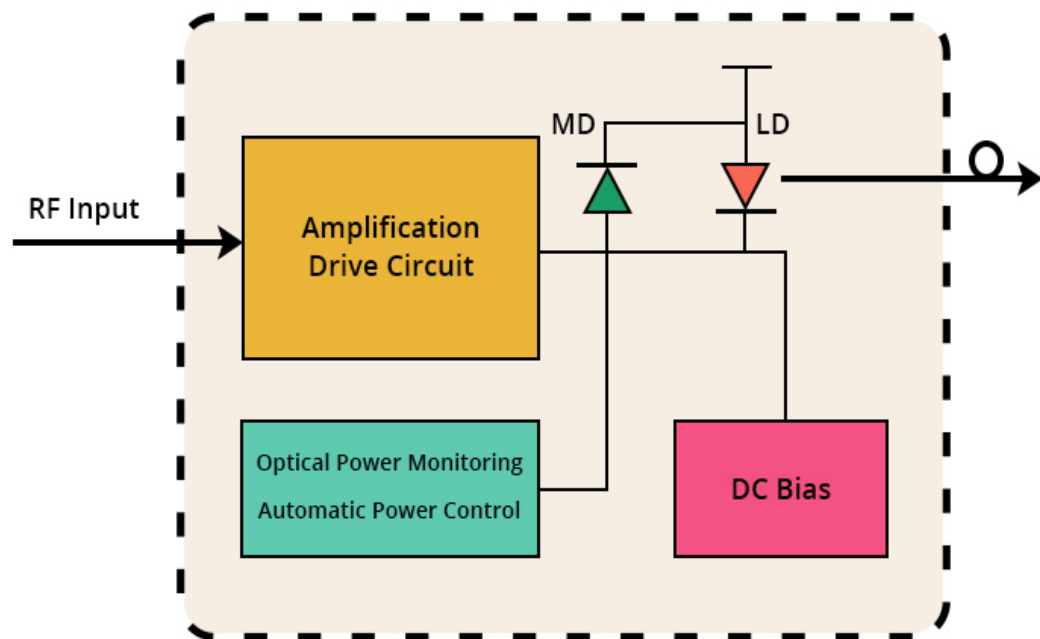 MD
LD
RF Input
Amplification
Drive Circuit
Optical Power Monitoring
Automatic Power Control
DC Bias